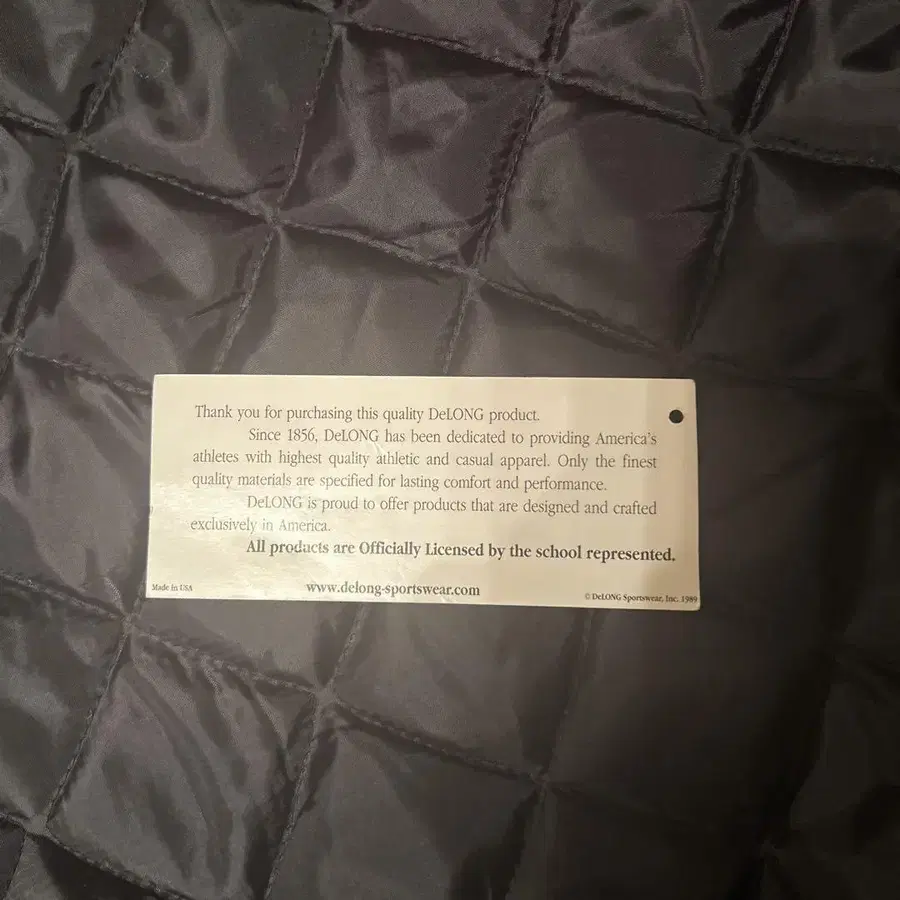 Thank you for purchasing this quality DeLONG product.
Since 1856, DeLONG has been dedicated to providing America's
athletes with highest quality athletic and casual apparel. Only the finest
quality materials are specified for lasting comfort and performance.
DeLONG is proud to offer products that are designed and crafted
exclusively in America.
All products are Officially Licensed by the school represented.
Made in USA
www.delong-sportswear.com
© DeLONG Sportswear, Inc. 1989